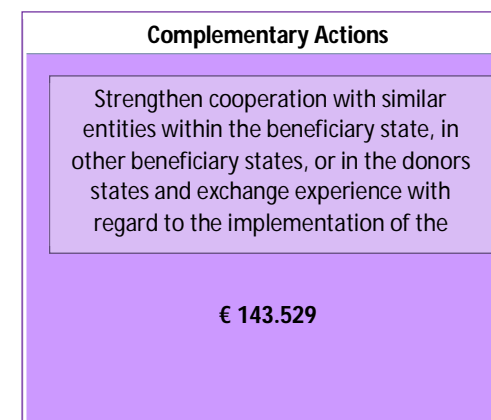 Complementary Actions
Strengthen cooperation with similar
entities within the beneficiary state, in
other beneficiary states, or in the donors
states and exchange experience with
regard to the implementation of the
€ 143.529